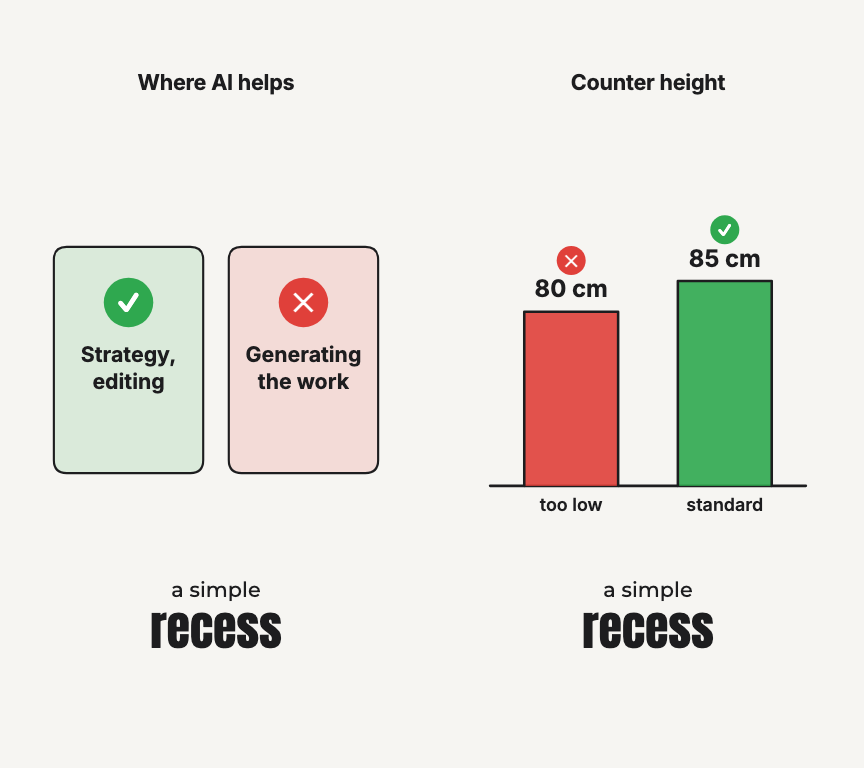 Where AI helps
Strategy,
editing
Generating
the work
a simple
recess
Counter height
80 cm
85 cm
too low
standard
a simple
recess